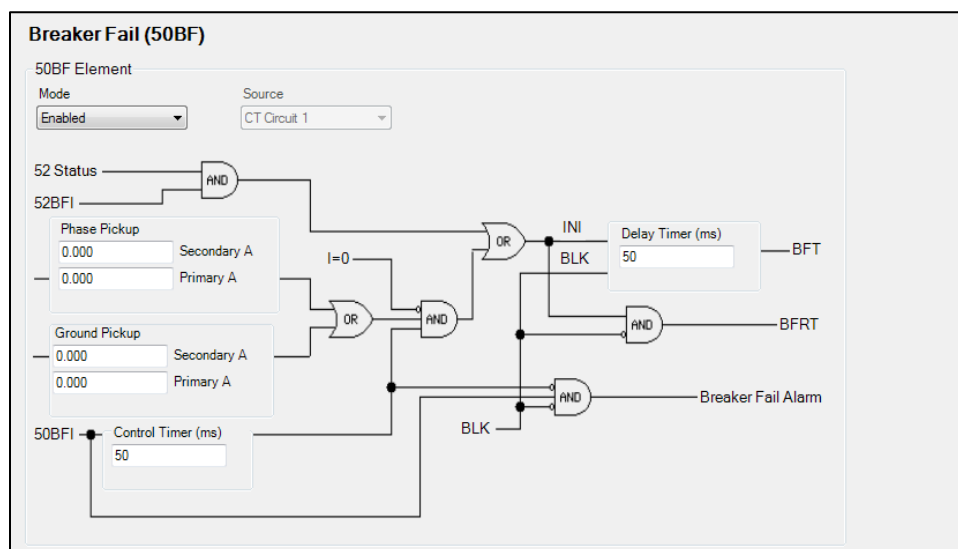 Breaker Fail (50BF)
50BF Element
Mode
Source
Enabled
CT Circuit 1
52 Status
AND
52BFI
Phase Pickup
0.000 Secondary A
0.000 Primary A
I=0
OR
INI
BLK
Delay Timer (ms)
50
BFT
OR
AND
AND
BFRT
Ground Pickup
0.000 Secondary A
0.000 Primary A
AND
Breaker Fail Alarm
BLK
50BFI
Control Timer (ms)
50